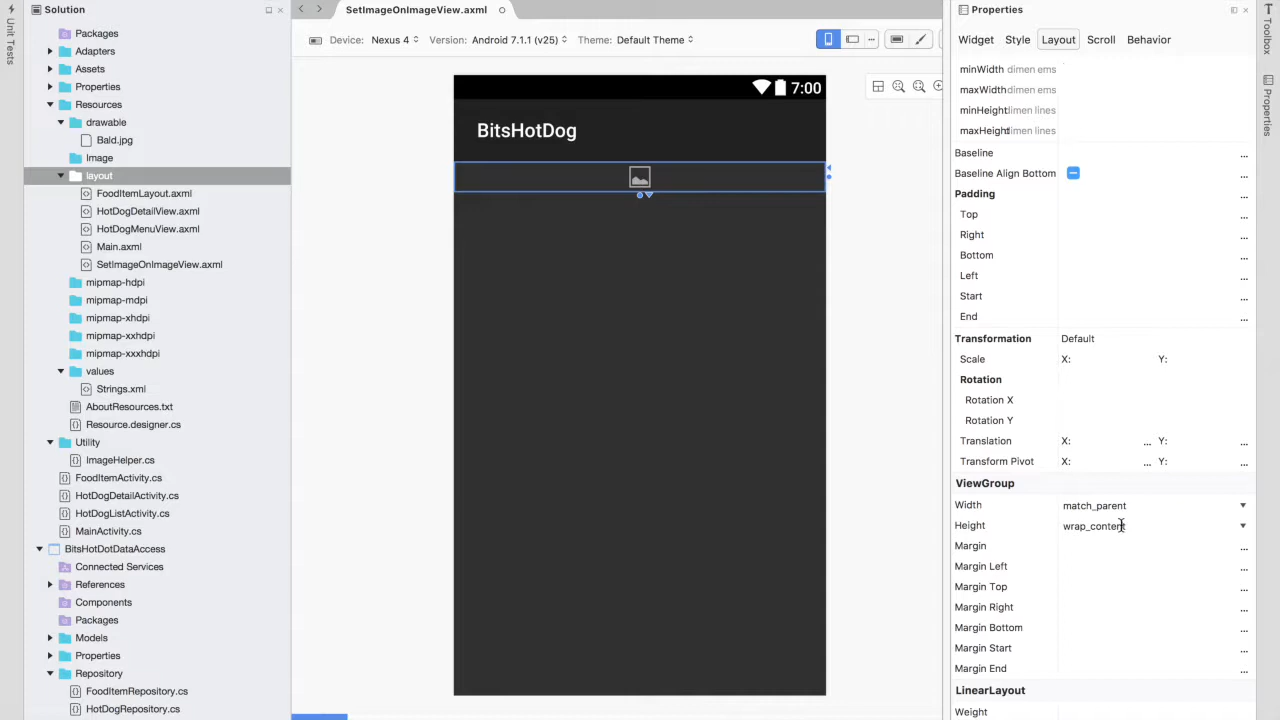 Unit Tests
Solution
Packages
Adapters
Assets
Properties
Resources
drawable
Bald.jpg
Image
layout
FoodItemLayout.axml
HotDogDetailView.axml
HotDogMenuView.axml
Main.axml
SetImageOnImageView.axml
mipmap-hdpi
mipmap-mdpi
mipmap-xhdpi
mipmap-xxhdpi
mipmap-xxxhdpi
values
Strings.xml
AboutResources.txt
Resource.designer.cs
Utility
ImageHelper.cs
FoodItemActivity.cs
HotDogDetailActivity.cs
HotDogListActivity.cs
MainActivity.cs
BitsHotDotDataAccess
Connected Services
References
Components
Packages
Models
Properties
Repository
FoodItemRepository.cs
HotDogRepository.cs
SetImageOnImageView.axml
Device: Nexus 4 Version: Android 7.1.1 (v25) Theme: Default Theme
7:00
BitsHotDog
Properties
Widget Style Layout Scroll Behavior
minWidth dimen ems
maxWidth dimen ems
minHeight dimen lines
maxHeight dimen lines
Baseline ...
Baseline Align Bottom ...
Padding ...
Top ...
Right ...
Bottom ...
Left ...
Start ...
End ...
Transformation Default
Scale X: Y:
Rotation
Rotation X
Rotation Y
Translation X: ... Y: ...
Transform Pivot X: ... Y: ...
ViewGroup
Width match_parent
Height wrap_content
Margin ...
Margin Left ...
Margin Top ...
Margin Right ...
Margin Bottom ...
Margin Start ...
Margin End ...
LinearLayout
Weight
Toolbox
Properties